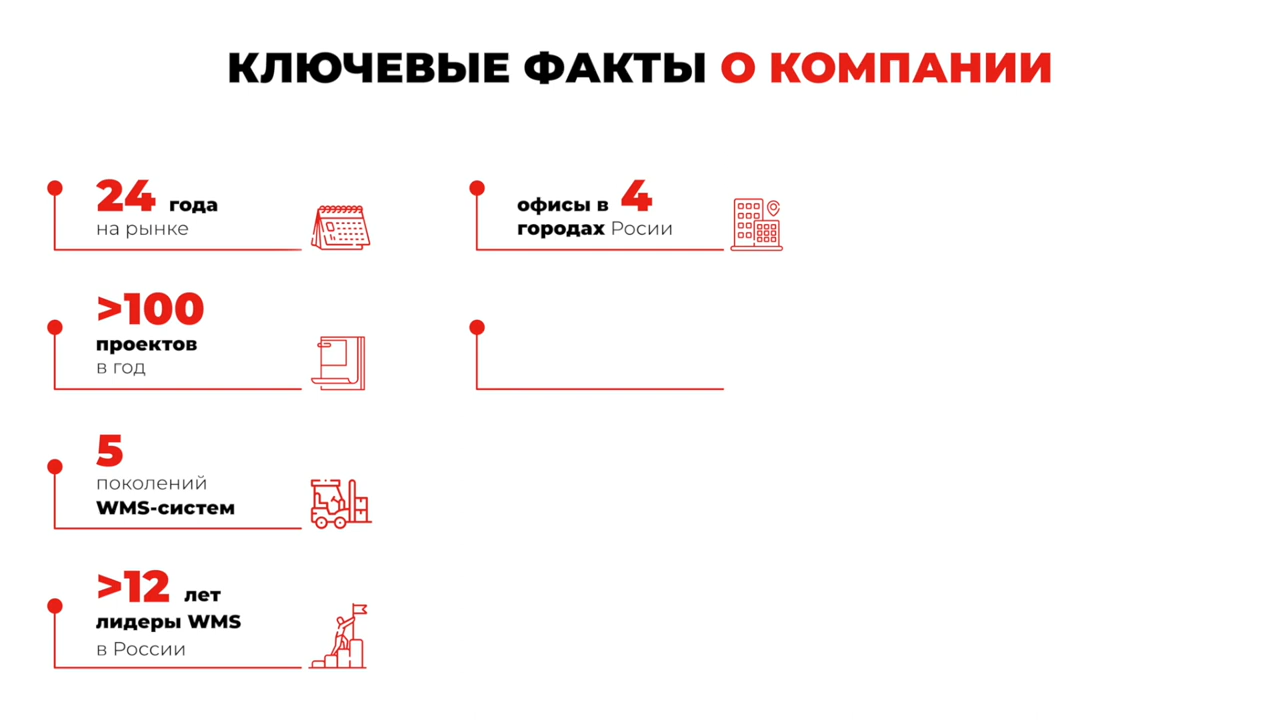 КЛЮЧЕВЫЕ ФАКТЫ О КОМПАНИИ
24 года
на рынке
>100
проектов
в год
5
поколений
WMS-систем
>12 лет
лидеры WMS
в России
офисы в 4
городах Росии